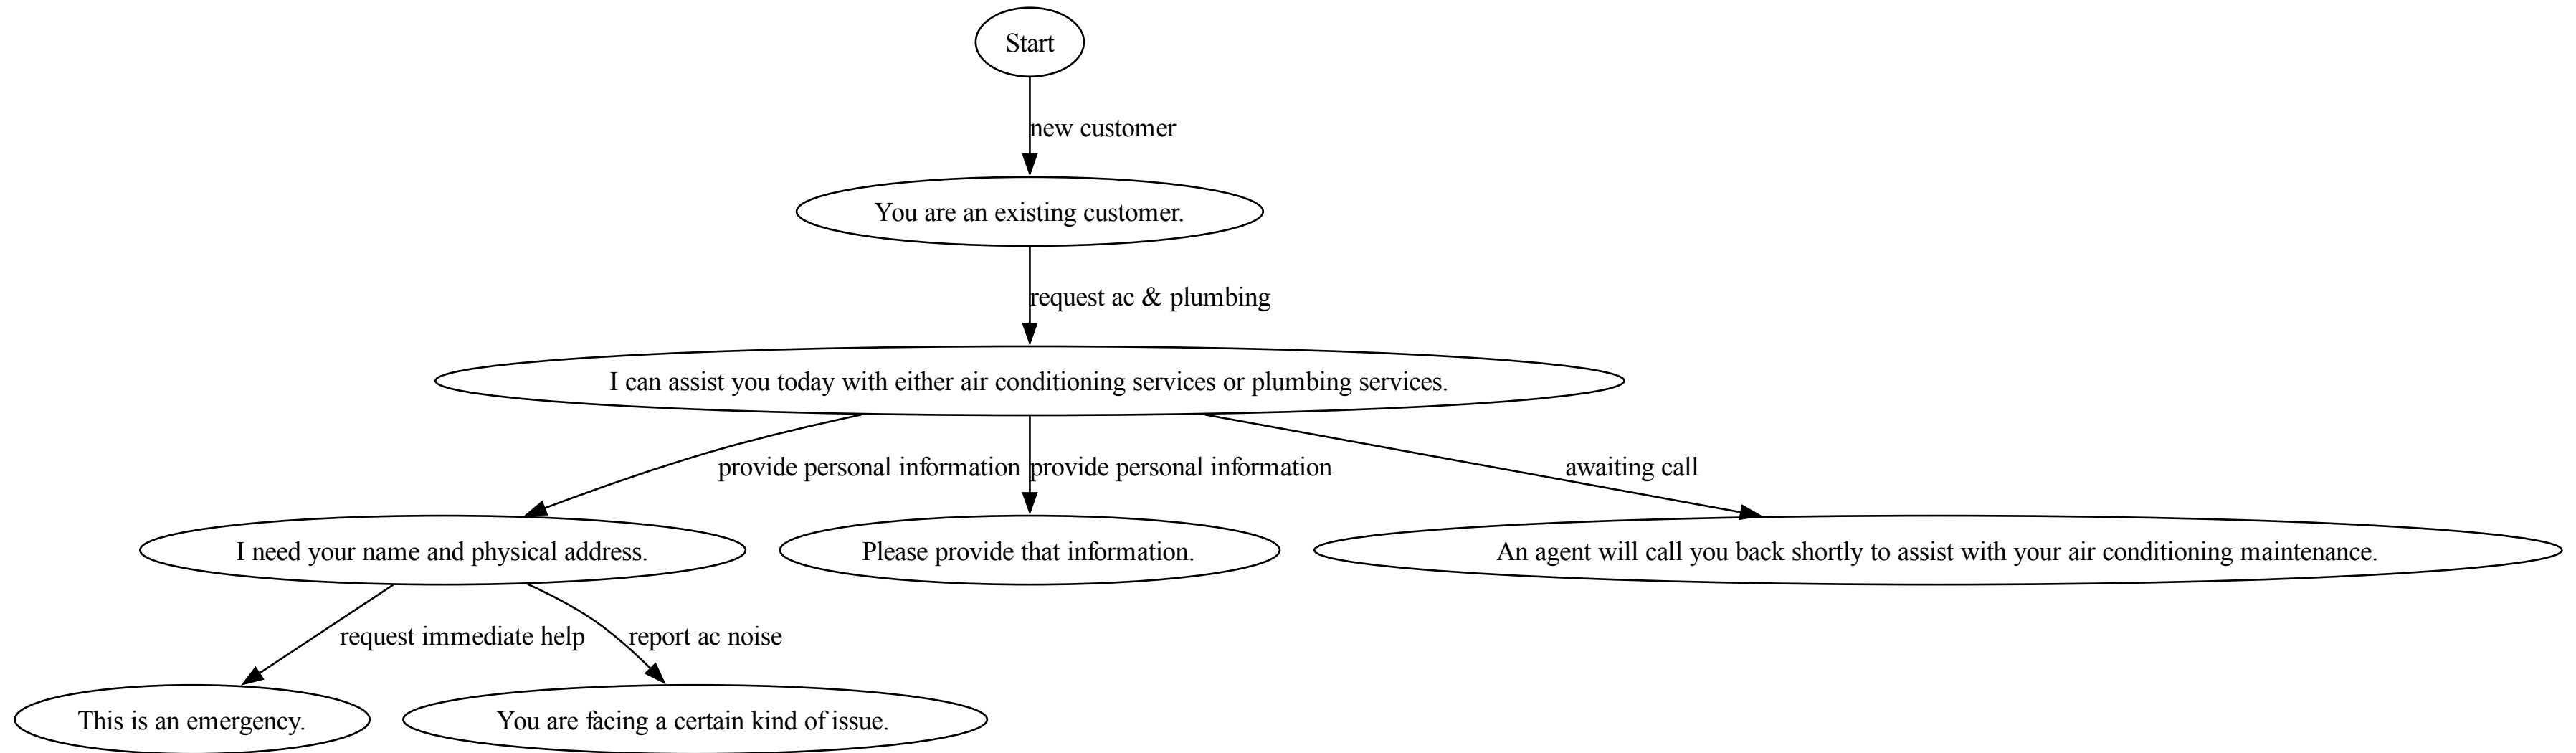 Start
new customer
You are an existing customer.
request ac & plumbing
I can assist you today with either air conditioning services or plumbing services.
provide personal information
provide personal information
awaiting call
I need your name and physical address.
Please provide that information.
An agent will call you back shortly to assist with your air conditioning maintenance.
request immediate help
report ac noise
This is an emergency.
You are facing a certain kind of issue.